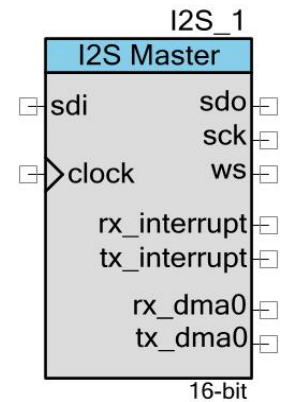 I2S_1
I2S Master
sdi sdo
sck
clock ws
rx_interrupt
tx_interrupt
rx_dma0
tx_dma0
16-bit